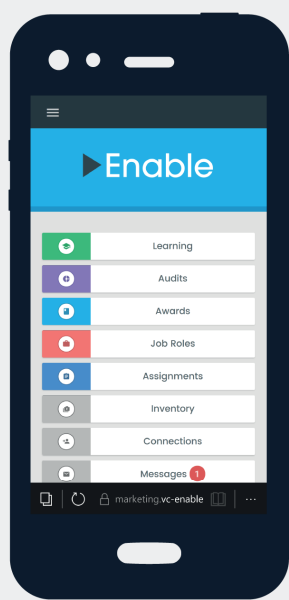 Enable
Learning
Audits
Awards
Job Roles
Assignments
Inventory
Connections
Messages 1
marketing.vc-enable